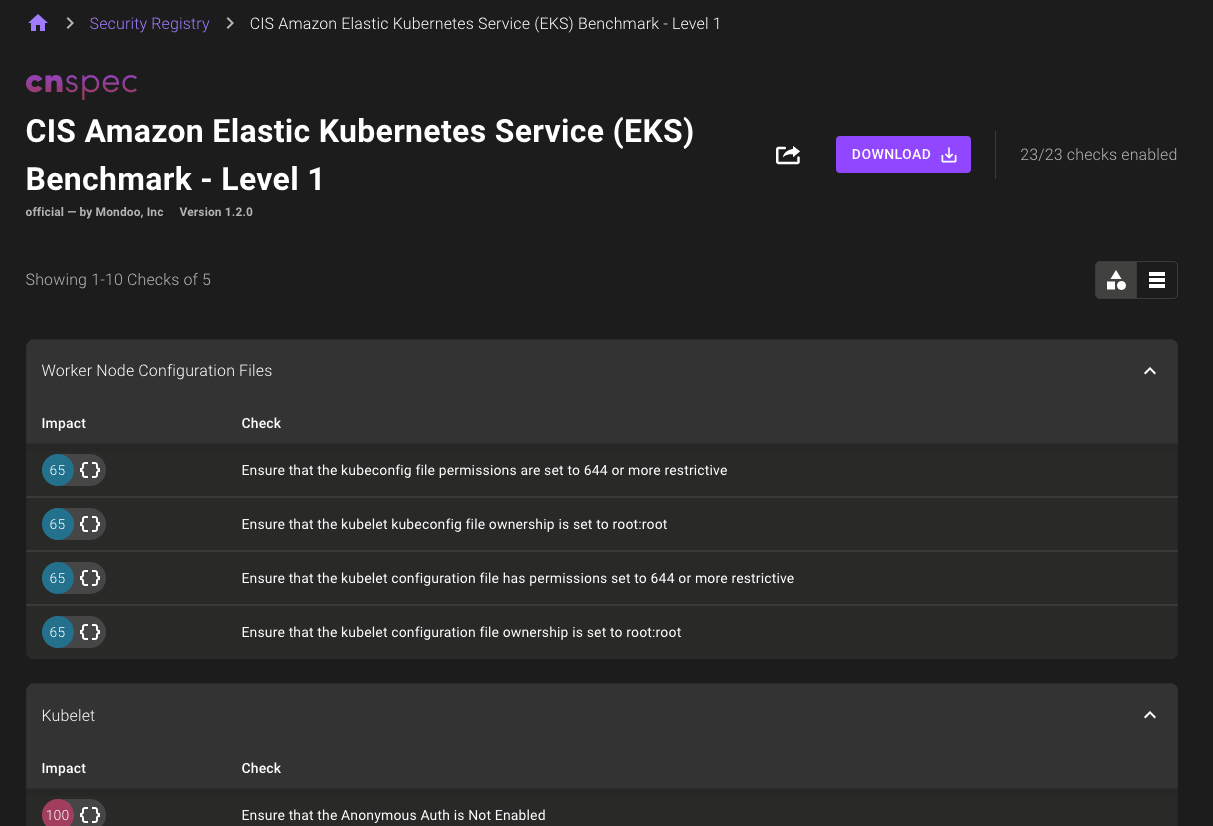 Security Registry
CIS Amazon Elastic Kubernetes Service (EKS) Benchmark - Level 1
cnspec
CIS Amazon Elastic Kubernetes Service (EKS)
Benchmark - Level 1
DOWNLOAD
23/23 checks enabled
official — by Mondoo, Inc
Version 1.2.0
Showing 1-10 Checks of 5
Worker Node Configuration Files
Impact Check
65 {} Ensure that the kubeconfig file permissions are set to 644 or more restrictive
65 {} Ensure that the kubelet kubeconfig file ownership is set to root:root
65 {} Ensure that the kubelet configuration file has permissions set to 644 or more restrictive
65 {} Ensure that the kubelet configuration file ownership is set to root:root
Kubelet
Impact Check
100 {} Ensure that the Anonymous Auth is Not Enabled